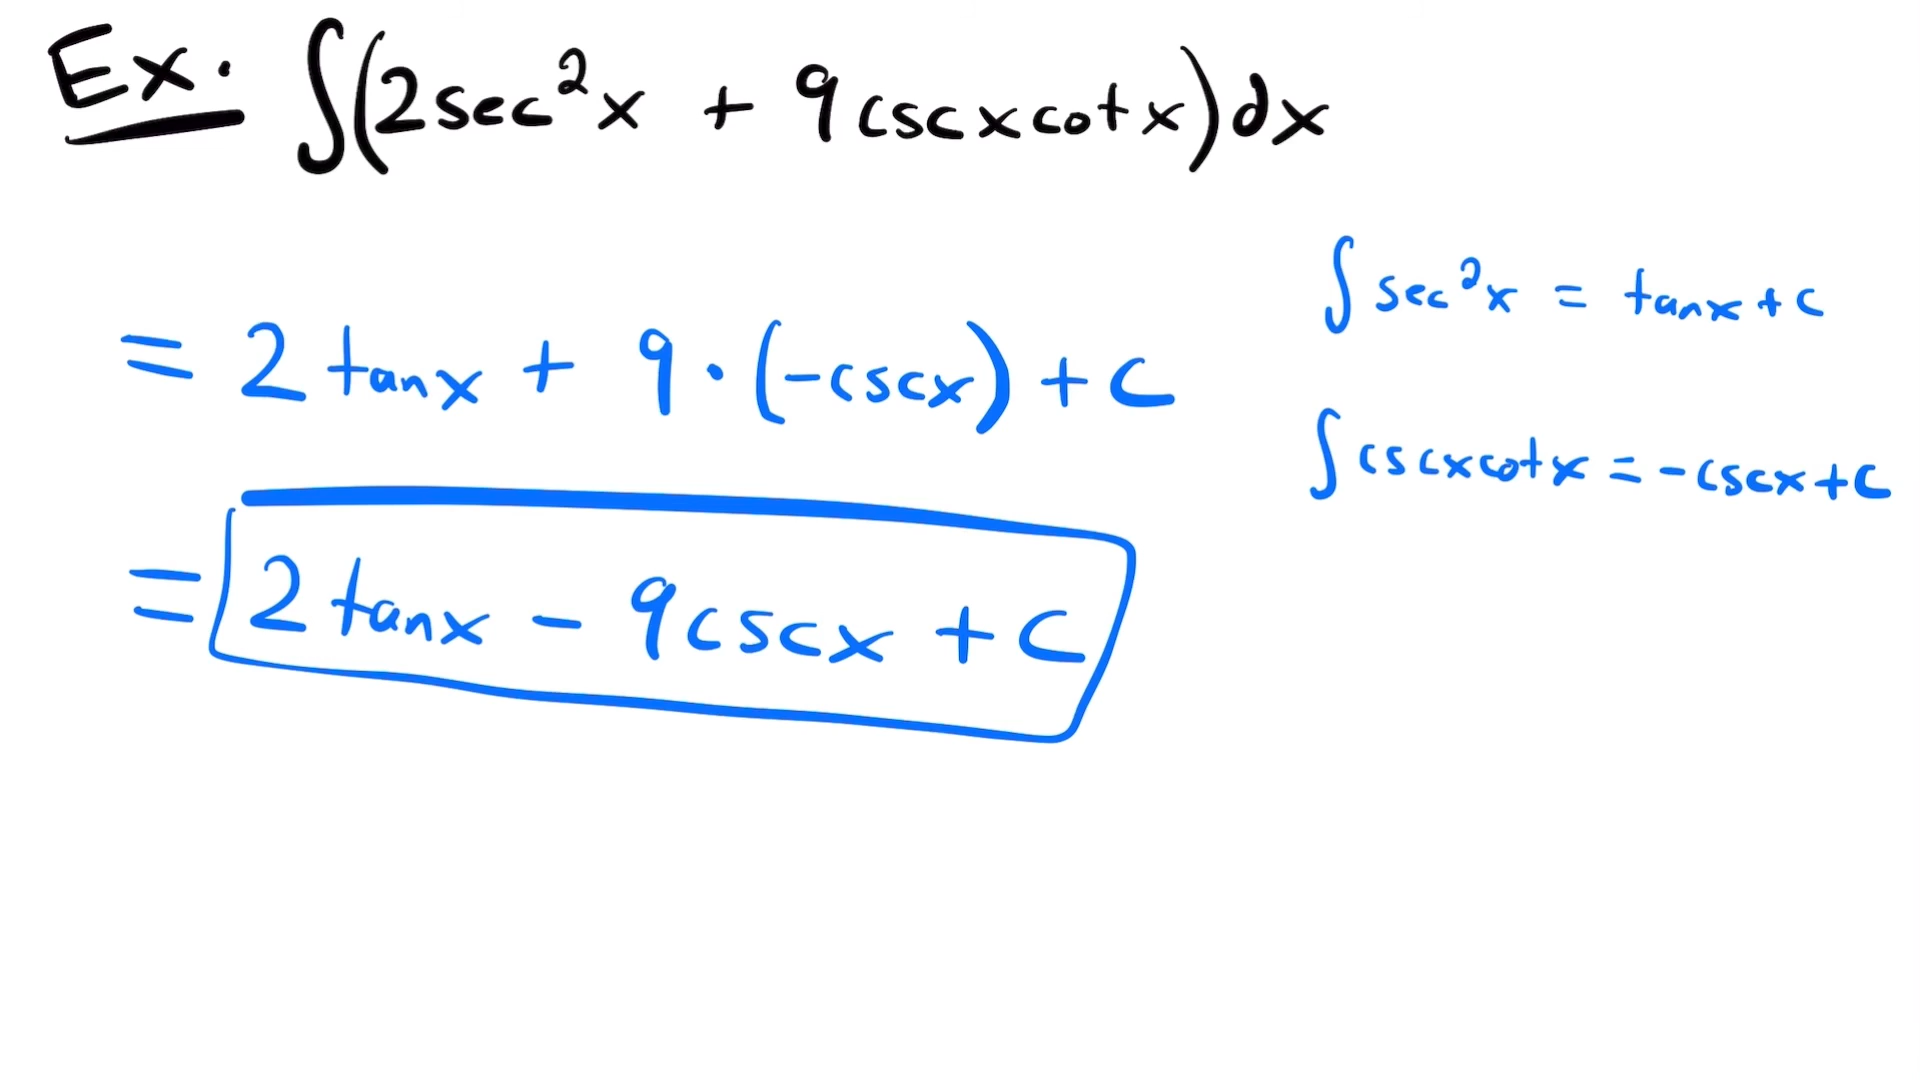 Ex. ∫(2sec²x + 9cscxcotx)dx
∫sec²x = tanx+c
= 2tanx + 9·(-cscx) + c
∫cscxcotx = -cscx+c
= 2tanx - 9cscx + c